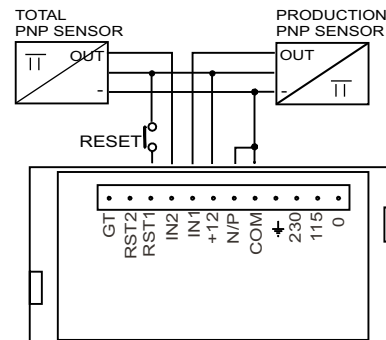 TOTAL
PNP SENSOR
PRODUCTION
PNP SENSOR
OUT
OUT
-
-
RESET
GT
RST2
RST1
IN2
IN1
+12
N/P
COM
230
115
0